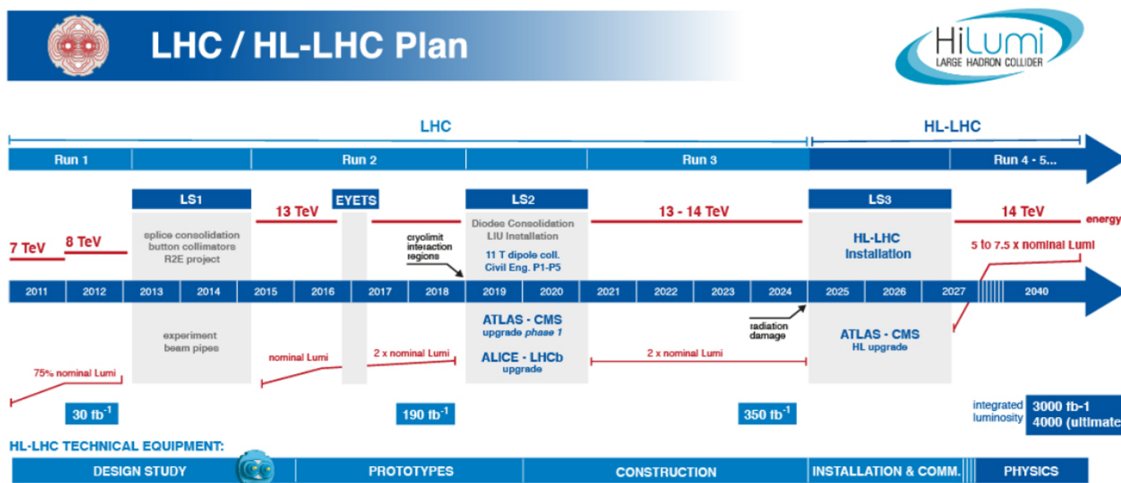 LHC / HL-LHC Plan
HiLumi
LARGE HADRON COLLIDER
LHC
HL-LHC
Run 1
Run 2
Run 3
Run 4 - 5...
LS1
EYETS
LS2
LS3
13 TeV
13 - 14 TeV
14 TeV
energy
splice consolidation
button collimators
R2E project
Diodes Consolidation
LIU Installation
11 T dipole coll.
Civil Eng. P1-P5
HL-LHC
Installation
7 TeV
8 TeV
cryolimit
interaction
regions
5 to 7.5 x nominal Lumi
2011
2012
2013
2014
2015
2016
2017
2018
2019
2020
2021
2022
2023
2024
2025
2026
2027
2040
experiment
beam pipes
ATLAS - CMS
upgrade phase 1
ALICE - LHCb
upgrade
radiation
damage
ATLAS - CMS
HL upgrade
75% nominal Lumi
nominal Lumi
2 x nominal Lumi
2 x nominal Lumi
30 fb-1
190 fb-1
350 fb-1
integrated
luminosity
3000 fb-1
4000 (ultimate
HL-LHC TECHNICAL EQUIPMENT:
DESIGN STUDY
PROTOTYPES
CONSTRUCTION
INSTALLATION & COMM.
PHYSICS